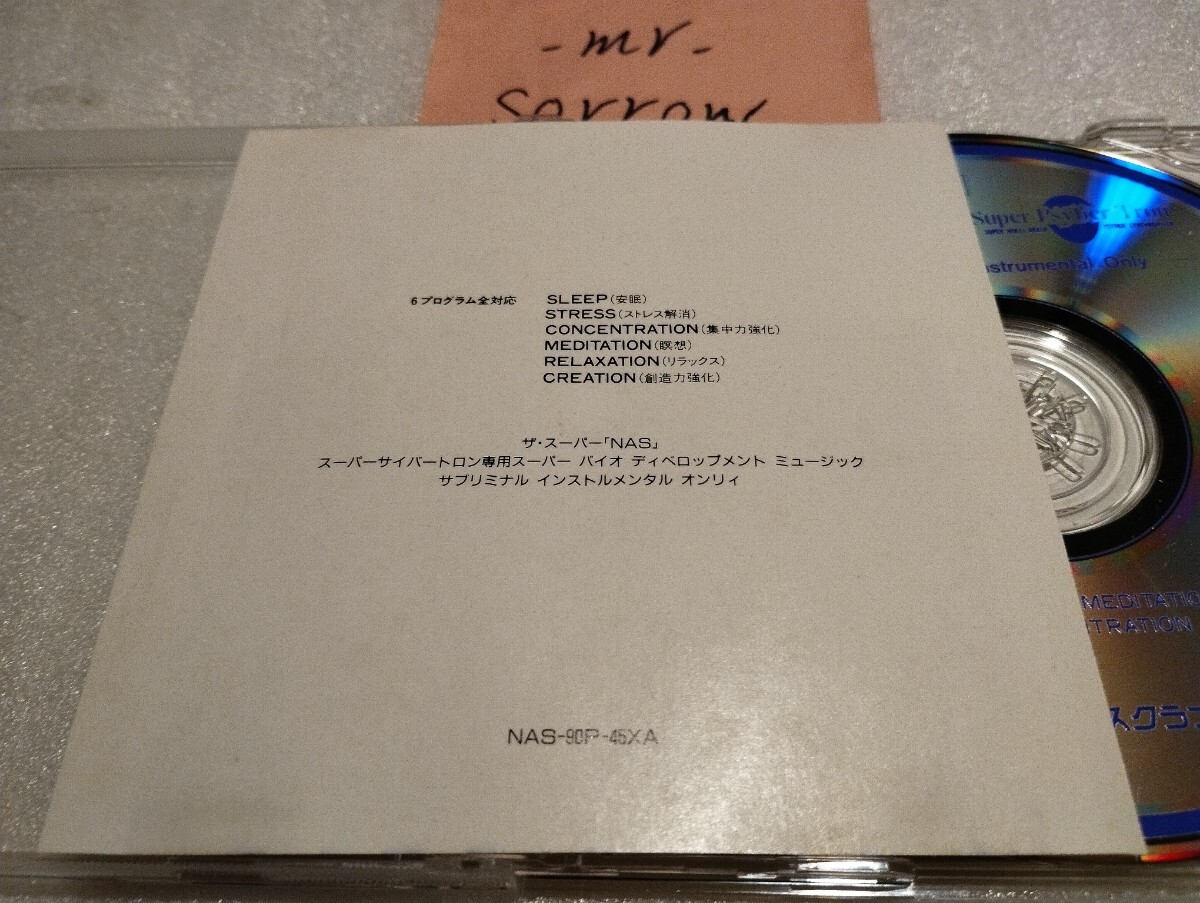 -mr-
Sorrow
6プログラム全対応 SLEEP(安眠)
STRESS(ストレス解消)
CONCENTRATION(集中力強化)
MEDITATION(瞑想)
RELAXATION(リラックス)
CREATION(創造力強化)
ザ・スーパー「NAS」
スーパーサイバートロン専用スーパー バイオ ディベロップメント ミュージック
サブリミナル インストルメンタル オンリィ
NAS-90P-45XA
Super Psyber Tron
nstrumental Only
MEDITATIO
TRATION
スクラブ